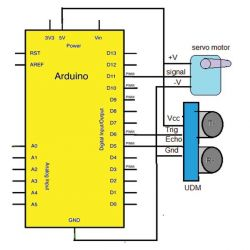 3V3 5V Vin
Power
RST
AREF
Arduino
D13
D12
D11
D10
D9
D8
D7
D6
D5
D4
D3
D2
D1
D0
PWM
PWM
PWM
PWM
PWM
PWM
Digital Input/Output
Analog Input
A0
A1
A2
A3
A4
A5
GND
servo motor
+V
signal
-V
Vcc
Trig
Echo
Gnd
UDM